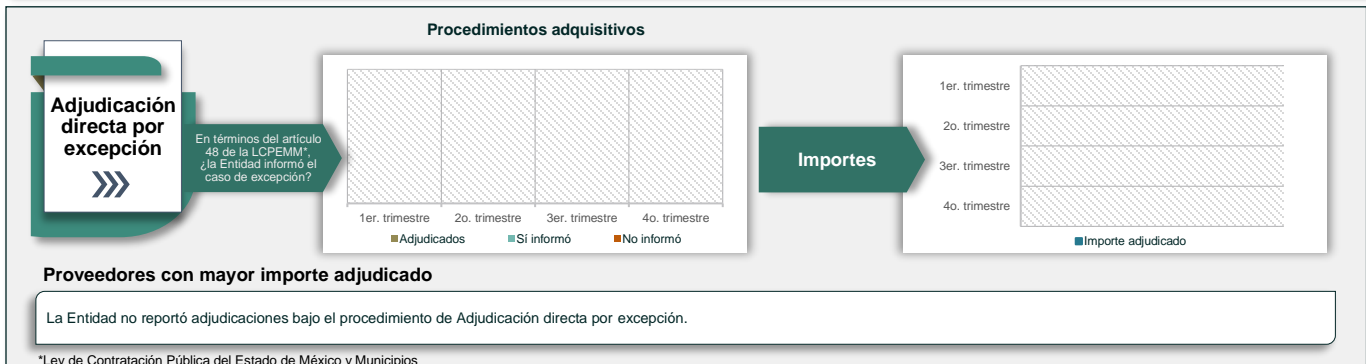 Procedimientos adquisitivos
Adjudicación
directa por
excepción
En términos del artículo
48 de la LCPEMM*,
¿la Entidad informó el
caso de excepción?
1er. trimestre
2o. trimestre
3er. trimestre
4o. trimestre
Adjudicados
Sí informó
No informó
Importes
1er. trimestre
2o. trimestre
3er. trimestre
4o. trimestre
Importe adjudicado
Proveedores con mayor importe adjudicado
La Entidad no reportó adjudicaciones bajo el procedimiento de Adjudicación directa por excepción.
*Ley de Contratación Pública del Estado de México y Municipios